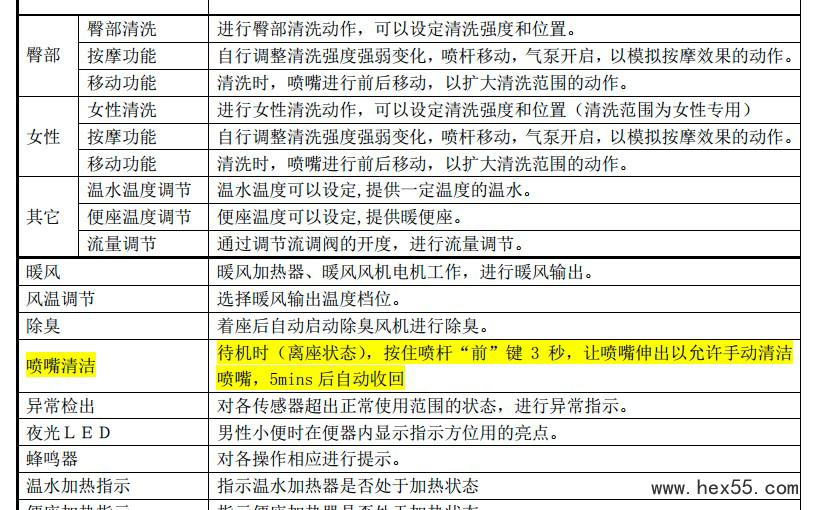 臀部
臀部清洗 进行臀部清洗动作，可以设定清洗强度和位置。
按摩功能 自行调整清洗强度强弱变化，喷杆移动，气泵开启，以模拟按摩效果的动作。
移动功能 清洗时，喷嘴进行前后移动，以扩大清洗范围的动作。
女性
女性清洗 进行女性清洗动作，可以设定清洗强度和位置（清洗范围为女性专用）
按摩功能 自行调整清洗强度强弱变化，喷杆移动，气泵开启，以模拟按摩效果的动作。
移动功能 清洗时，喷嘴进行前后移动，以扩大清洗范围的动作。
其它
温水温度调节 温水温度可以设定,提供一定温度的温水。
便座温度调节 便座温度可以设定,提供暖便座。
流量调节 通过调节流调阀的开度，进行流量调节。
暖风 暖风加热器、暖风风机电机工作，进行暖风输出。
风温调节 选择暖风输出温度档位。
除臭 着座后自动启动除臭风机进行除臭。
喷嘴清洁 待机时（离座状态），按住喷杆“前”键 3 秒，让喷嘴伸出以允许手动清洁
喷嘴，5mins 后自动收回
异常检出 对各传感器超出正常使用范围的状态，进行异常指示。
夜光ＬＥＤ 男性小便时在便器内显示指示方位用的亮点。
蜂鸣器 对各操作相应进行提示。
温水加热指示 指示温水加热器是否处于加热状态
www.hex55.com